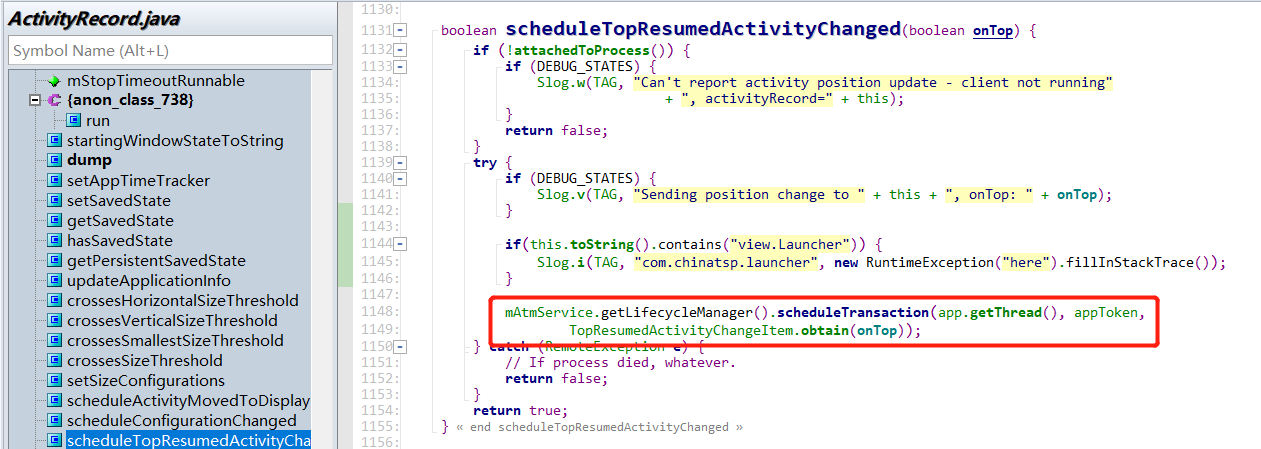 ActivityRecord.java
Symbol Name (Alt+L)
mStopTimeoutRunnable
{anon_class_738}
run
startingWindowStateToString
dump
setAppTimeTracker
setSavedState
getSavedState
hasSavedState
getPersistentSavedState
updateApplicationInfo
crossesHorizontalSizeThreshold
crossesVerticalSizeThreshold
crossesSmallestSizeThreshold
crossesSizeThreshold
setSizeConfigurations
scheduleActivityMovedToDisplay
scheduleConfigurationChanged
scheduleTopResumedActivityCha
1130:
1131: boolean scheduleTopResumedActivityChanged(boolean onTop) {
1132: if (!attachedToProcess()) {
1133: if (DEBUG_STATES) {
1134: Slog.w(TAG, "Can't report activity position update - client not running"
1135: + ", activityRecord=" + this);
1136: }
1137: return false;
1138: }
1139: try {
1140: if (DEBUG_STATES) {
1141: Slog.v(TAG, "Sending position change to " + this + ", onTop: " + onTop);
1142: }
1143:
1144: if(this.toString().contains("view.Launcher")) {
1145: Slog.i(TAG, "com.chinatsp.launcher", new RuntimeException("here").fillInStackTrace());
1146: }
1147:
1148: mAtmService.getLifecycleManager().scheduleTransaction(app.getThread(), appToken,
1149: TopResumedActivityChangeItem.obtain(onTop));
1150: } catch (RemoteException e) {
1151: // If process died, whatever.
1152: return false;
1153: }
1154: return true;
1155: } « end scheduleTopResumedActivityChanged »
1156: